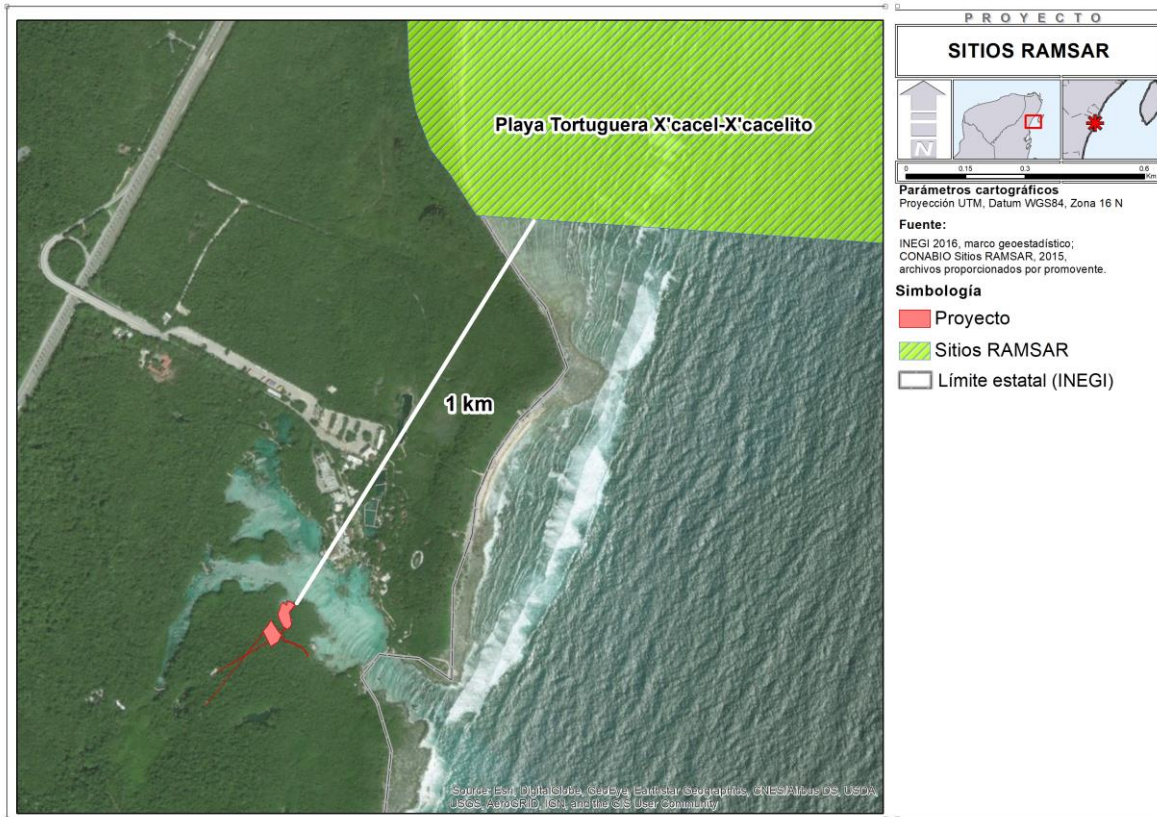 Playa Tortuguera X'cacel-X'cacelito
1 km
Source: Esri, DigitalGlobe, GeoEye, Earthstar Geographics, CNES/Airbus DS, USDA,
USGS, AeroGRID, IGN, and the GIS User Community
PROYECTO
SITIOS RAMSAR
N
0 0.15 0.3 0.6
Km
Parámetros cartográficos
Proyección UTM, Datum WGS84, Zona 16 N
Fuente:
INEGI 2016, marco geoestadístico;
CONABIO Sitios RAMSAR, 2015,
archivos proporcionados por promovente.
Simbología
Proyecto
Sitios RAMSAR
Límite estatal (INEGI)